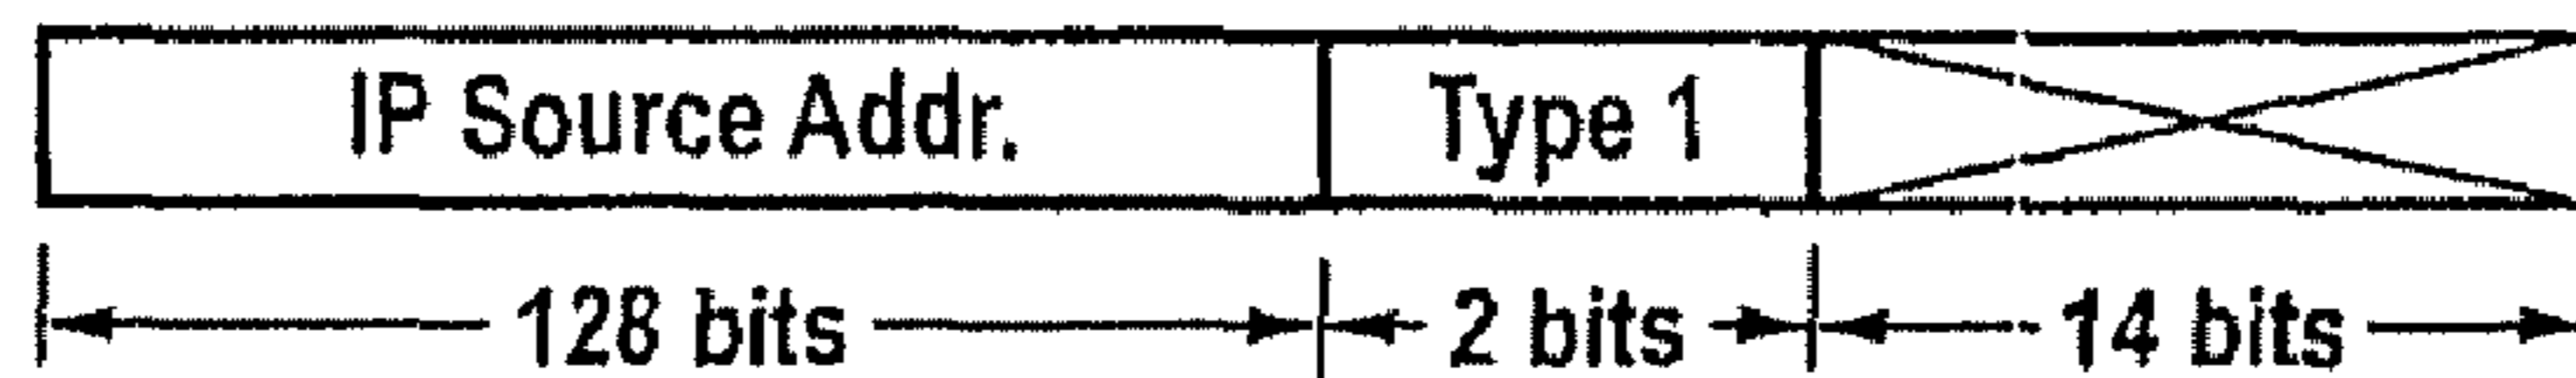 IP Source Addr. Type 1
128 bits 2 bits 14 bits